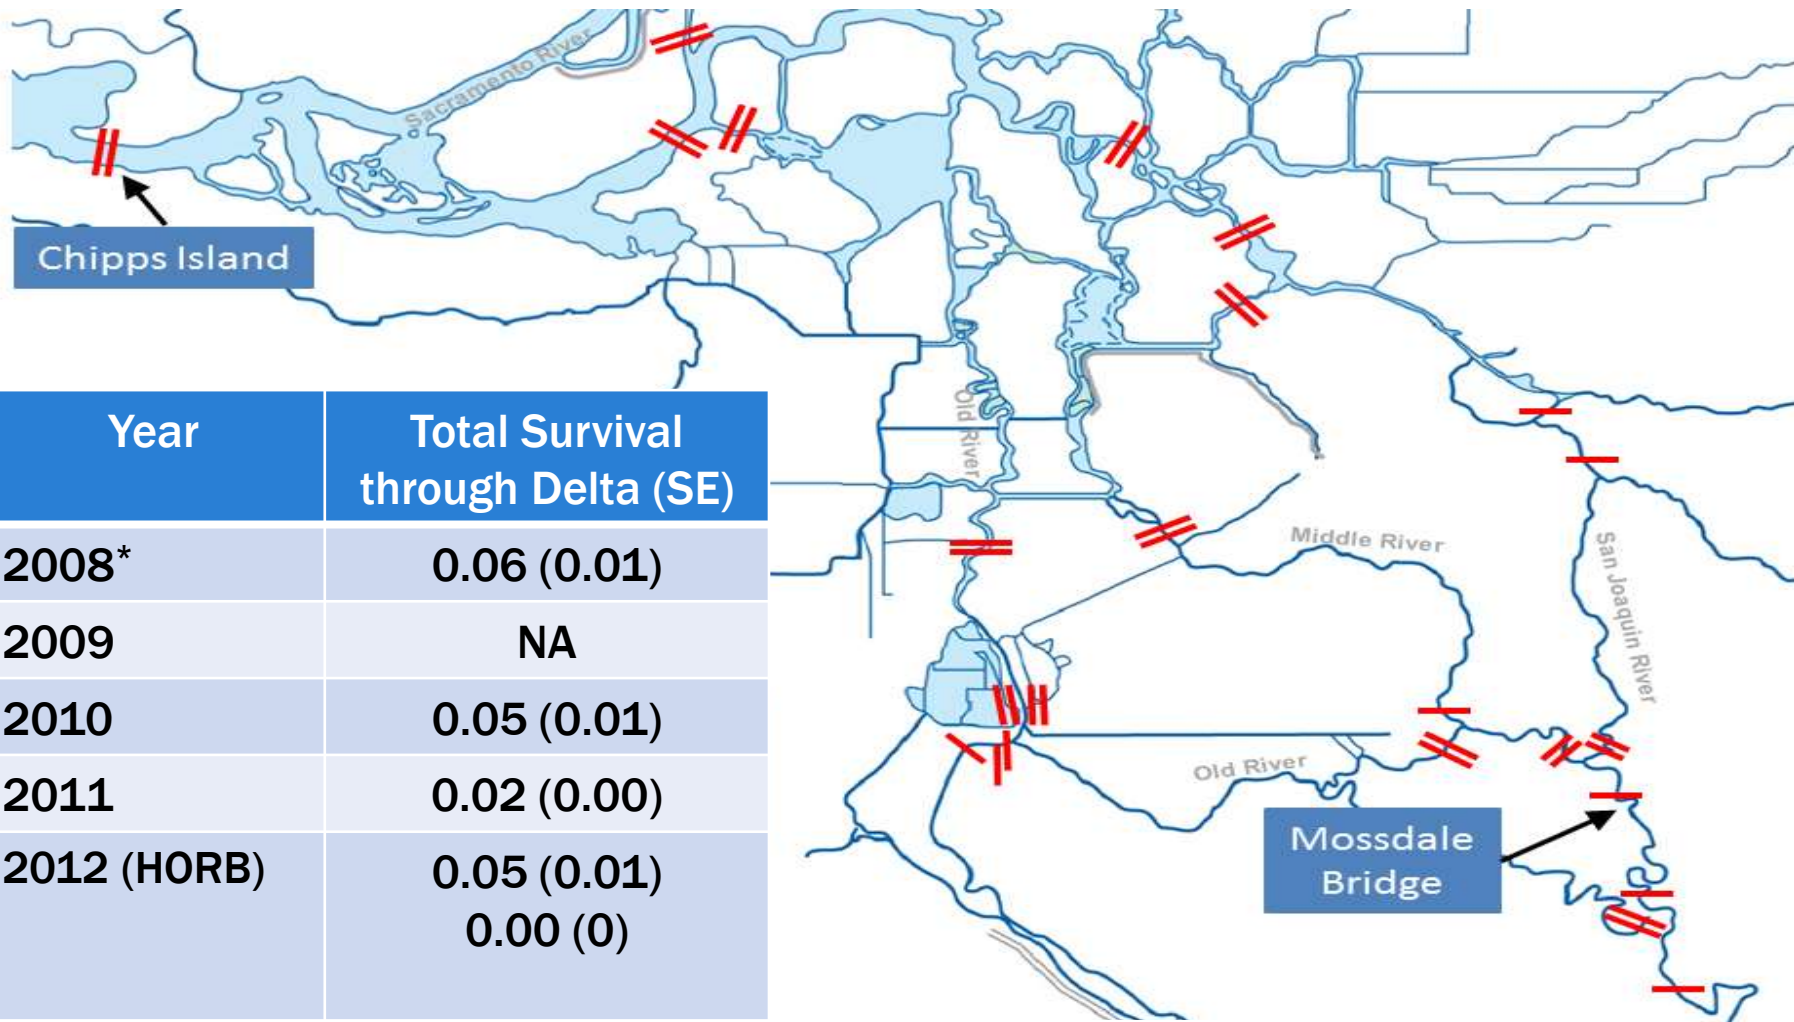 Sacramento River
Chipps Island
Old River
Middle River
San Joaquin River
Old River
Mossdale
Bridge
Year
Total Survival
through Delta (SE)
2008*
0.06 (0.01)
2009
NA
2010
0.05 (0.01)
2011
0.02 (0.00)
2012 (HORB)
0.05 (0.01)
0.00 (0)